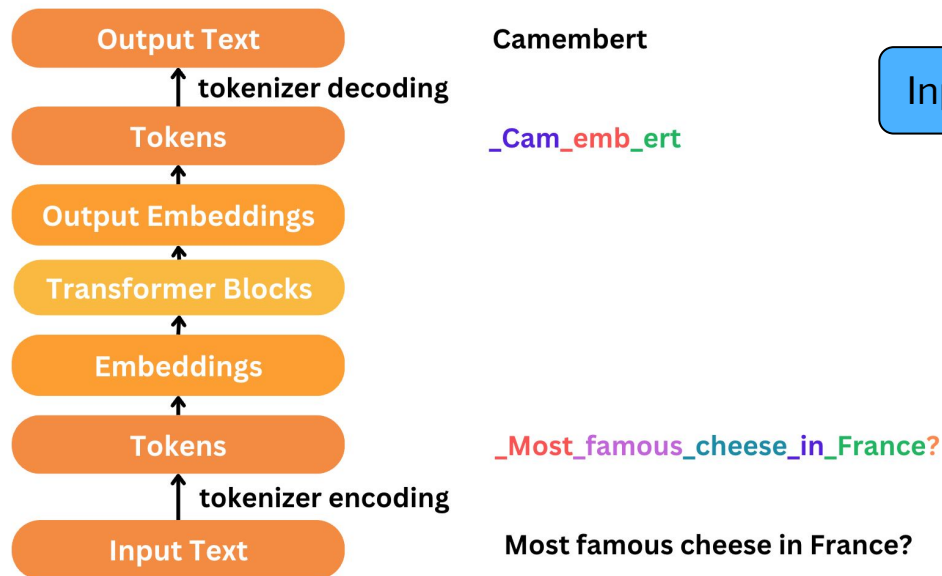 Output Text
Camembert
tokenizer decoding
Tokens
_Cam_emb_ert
Output Embeddings
Transformer Blocks
Embeddings
Tokens
_Most_famous_cheese_in_France?
tokenizer encoding
Input Text
Most famous cheese in France?